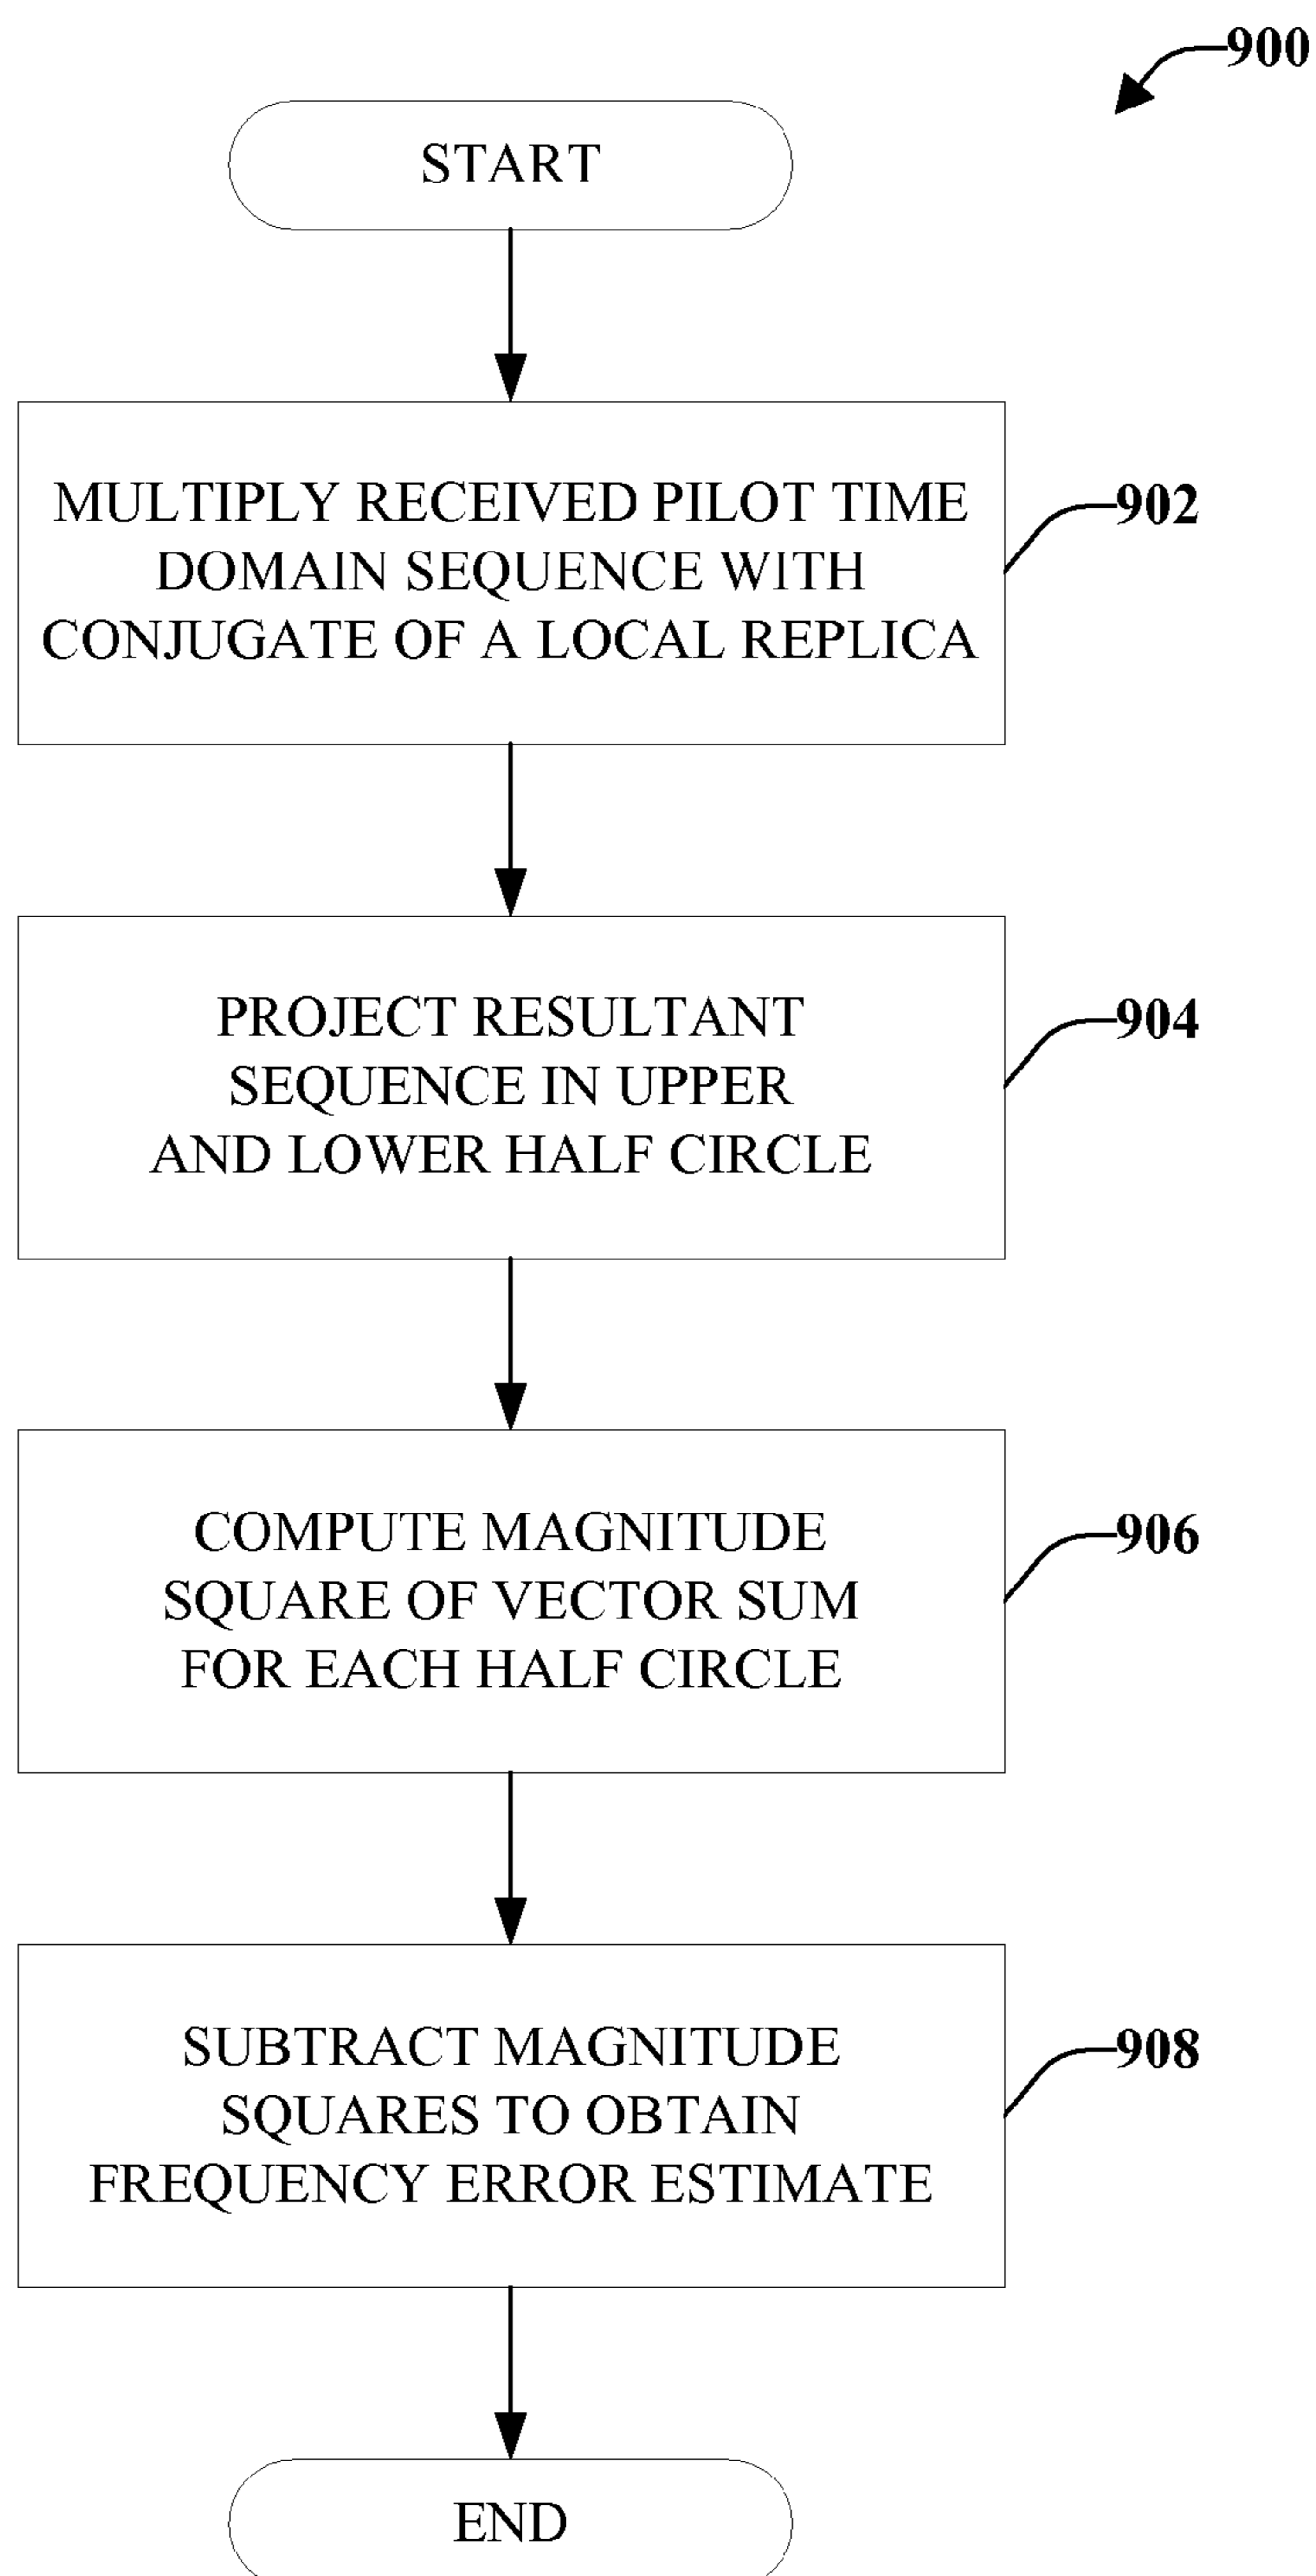 900
START
MULTIPLY RECEIVED PILOT TIME
DOMAIN SEQUENCE WITH
CONJUGATE OF A LOCAL REPLICA
902
PROJECT RESULTANT
SEQUENCE IN UPPER
AND LOWER HALF CIRCLE
904
COMPUTE MAGNITUDE
SQUARE OF VECTOR SUM
FOR EACH HALF CIRCLE
906
SUBTRACT MAGNITUDE
SQUARES TO OBTAIN
FREQUENCY ERROR ESTIMATE
908
END